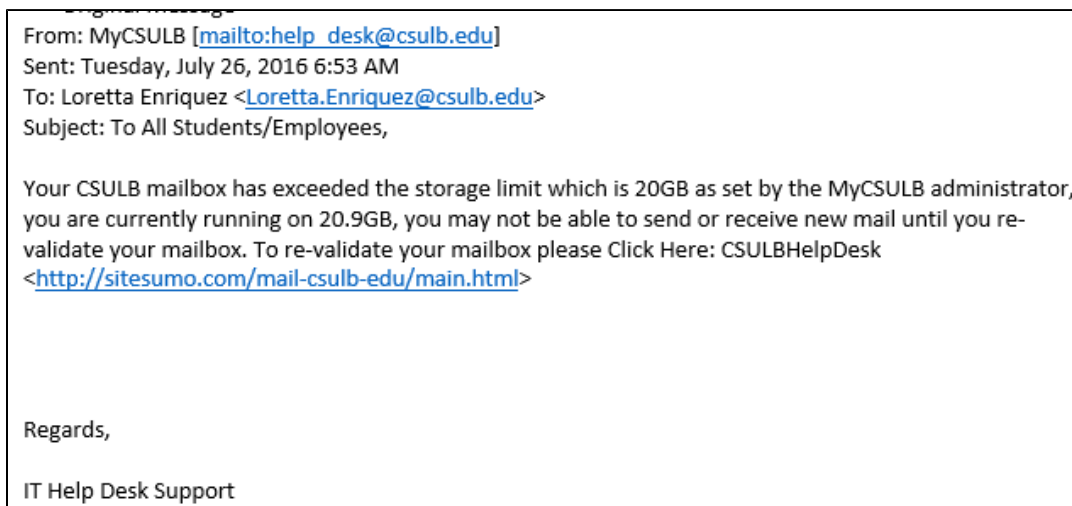 From: MyCSULB [mailto:help_desk@csulb.edu]
Sent: Tuesday, July 26, 2016 6:53 AM
To: Loretta Enriquez <Loretta.Enriquez@csulb.edu>
Subject: To All Students/Employees,
Your CSULB mailbox has exceeded the storage limit which is 20GB as set by the MyCSULB administrator,
you are currently running on 20.9GB, you may not be able to send or receive new mail until you re-
validate your mailbox. To re-validate your mailbox please Click Here: CSULBHelpDesk
<http://sitesumo.com/mail-csulb-edu/main.html>
Regards,
IT Help Desk Support